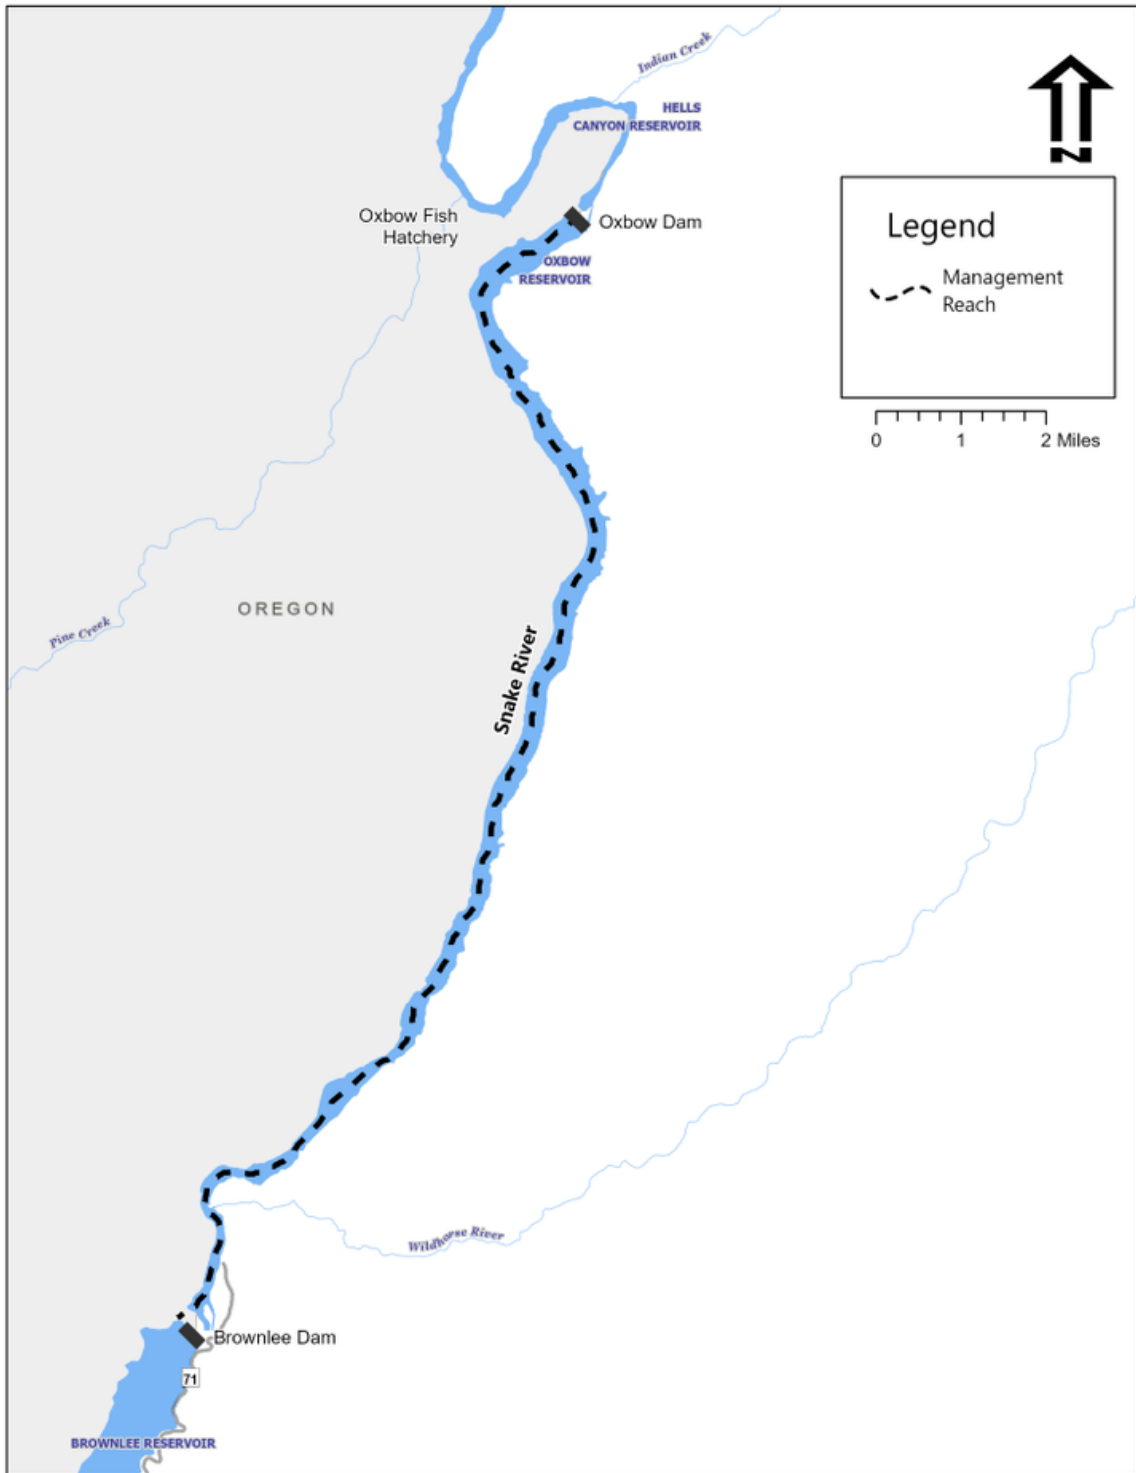 Indian Creek
HELLS
CANYON RESERVOIR
N
Oxbow Fish
Hatchery
Oxbow Dam
OXBOW
RESERVOIR
Legend
Management
Reach
0 1 2 Miles
OREGON
Pine Creek
Snake River
Wildhorse River
Brownlee Dam
71
BROWNLEE RESERVOIR